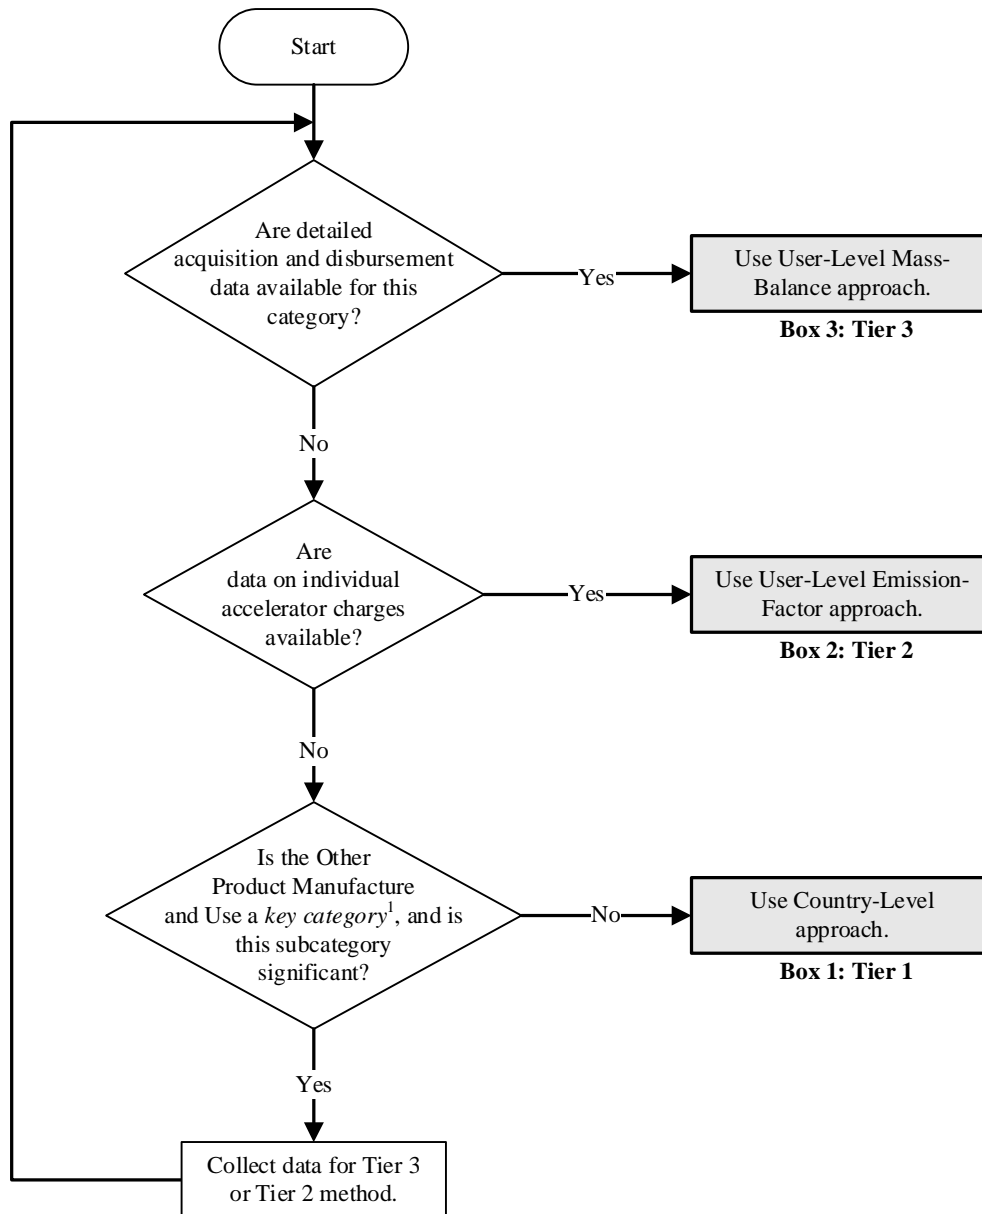 Start
Are detailed
acquisition and disbursement
data available for this
category?
Yes
Use User-Level Mass-
Balance approach.
Box 3: Tier 3
No
Are
data on individual
accelerator charges
available?
Yes
Use User-Level Emission-
Factor approach.
Box 2: Tier 2
No
Is the Other
Product Manufacture
and Use a key category¹, and is
this subcategory
significant?
No
Use Country-Level
approach.
Box 1: Tier 1
Yes
Collect data for Tier 3
or Tier 2 method.